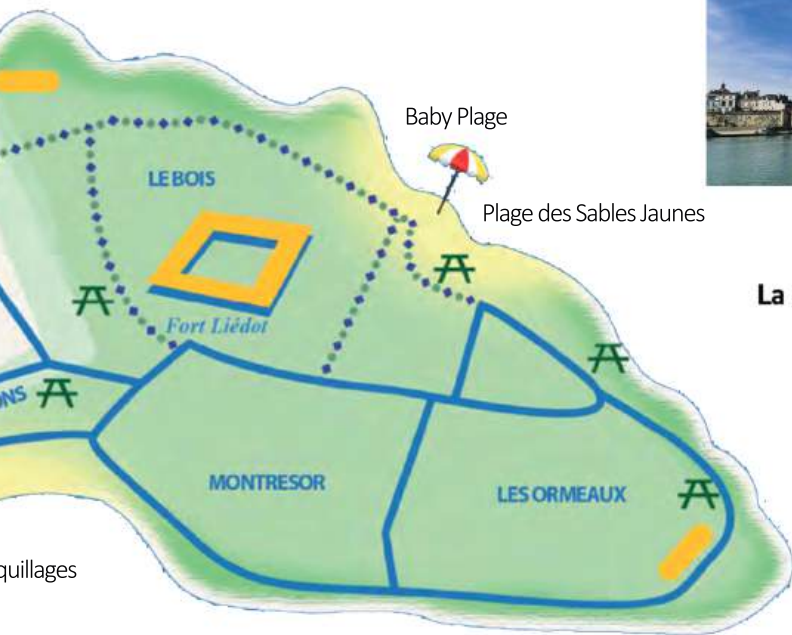 Baby Plage
LE BOIS
Plage des Sables Jaunes
La
Fort Liédot
ONS
MONTRESOR
LES ORMEAUX
quillages